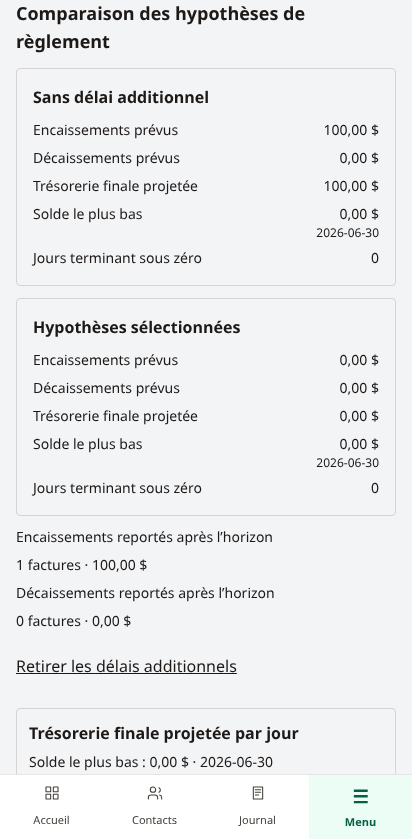 Comparaison des hypothèses de
règlement
Sans délai additionnel
Encaissements prévus 100,00 $
Décaissements prévus 0,00 $
Trésorerie finale projetée 100,00 $
Solde le plus bas 0,00 $
2026-06-30
Jours terminant sous zéro 0
Hypothèses sélectionnées
Encaissements prévus 0,00 $
Décaissements prévus 0,00 $
Trésorerie finale projetée 0,00 $
Solde le plus bas 0,00 $
2026-06-30
Jours terminant sous zéro 0
Encaissements reportés après l’horizon
1 factures · 100,00 $
Décaissements reportés après l’horizon
0 factures · 0,00 $
Retirer les délais additionnels
Trésorerie finale projetée par jour
Solde le plus bas : 0,00 $ · 2026-06-30
Accueil Contacts Journal Menu